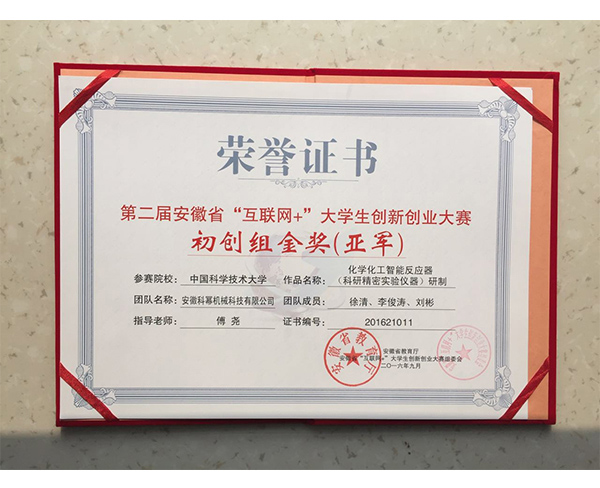 荣誉证书
第二届安徽省“互联网+”大学生创新创业大赛
初创组金奖(亚军)
参赛院校： 中国科学技术大学 作品名称： 化学化工智能反应器
（科研精密实验仪器）研制
团队名称：安徽科幂机械科技有限公司 团队成员： 徐清、李俊涛、刘彬
指导老师： 傅尧 证书编号： 201621011
安徽省教育厅
安徽省“互联网+”大学生创新创业大赛组委会
二〇一六年九月
安徽省教育厅